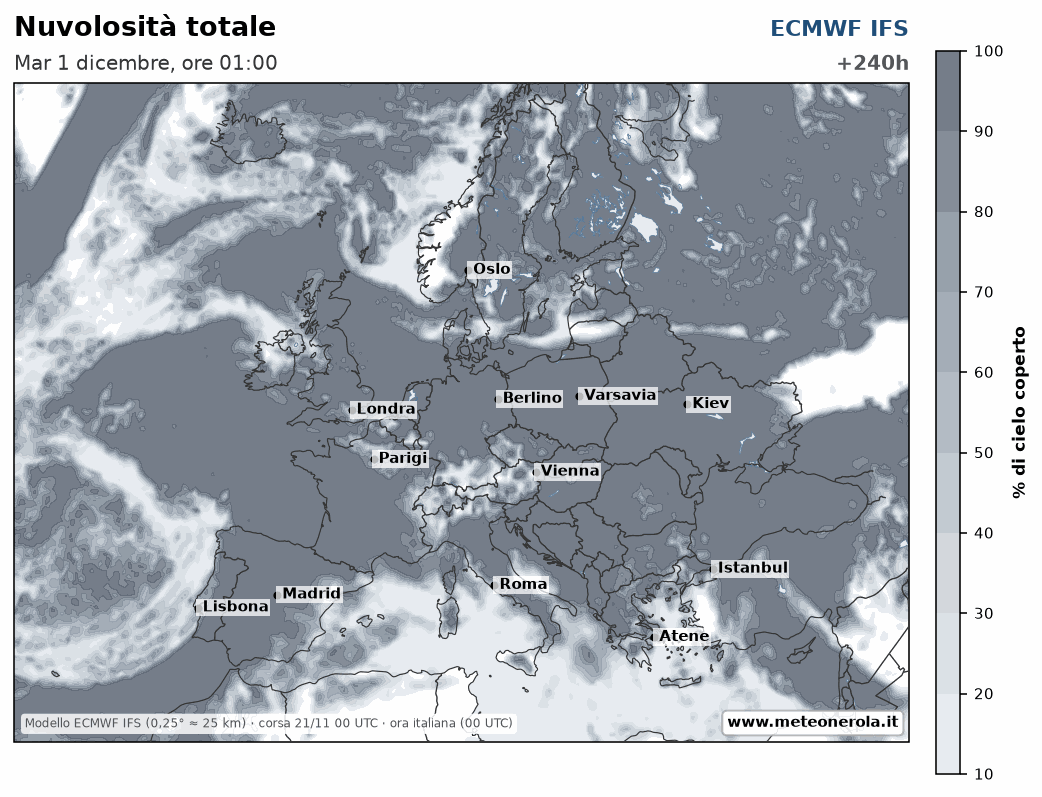 Nuvolosità totale
ECMWF IFS
Mar 1 dicembre, ore 01:00
+240h
100
90
80
70
60
50
40
30
20
10
% di cielo coperto
Oslo
Berlino
Varsavia
Kiev
Londra
Parigi
Vienna
Istanbul
Roma
Madrid
Lisbona
Atene
Modello ECMWF IFS (0,25° ≈ 25 km) · corsa 21/11 00 UTC · ora italiana (00 UTC)
www.meteonerola.it